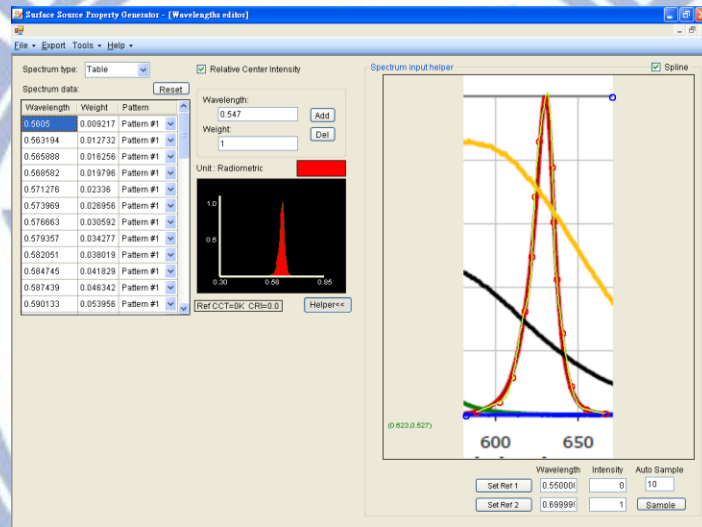 Surface Source Property Generator - [Wavelengths editor]
File Export Tools Help
Spectrum type: Table
Spectrum data: Reset
Wavelength Weight Pattern
0.5605 0.009217 Pattern #1
0.563194 0.012732 Pattern #1
0.565888 0.016256 Pattern #1
0.568582 0.019796 Pattern #1
0.571276 0.02336 Pattern #1
0.573969 0.026956 Pattern #1
0.576663 0.030592 Pattern #1
0.579357 0.034277 Pattern #1
0.582051 0.038019 Pattern #1
0.584745 0.041829 Pattern #1
0.587439 0.046342 Pattern #1
0.590133 0.053956 Pattern #1
Relative Center Intensity
Wavelength:
0.547 Add
Weight:
1 Del
Unit : Radiometric
1.0
0.5
0.30 0.58 0.85
Ref CCT=0K CRI=0.0 Helper<<
Spectrum input helper Spline
(0.623,0.627)
600 650
Wavelength Intensity Auto Sample
Set Ref 1 0.550000 0 10
Set Ref 2 0.699999 1 Sample